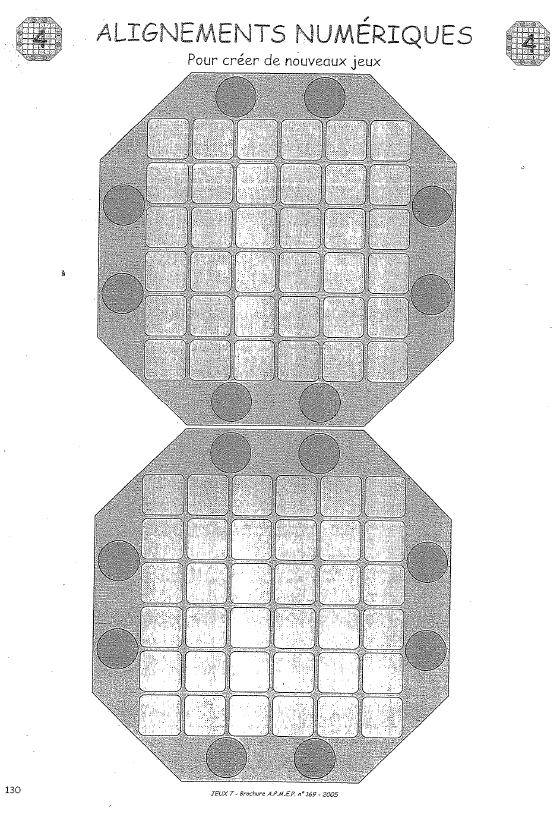 4 ALIGNEMENTS NUMÉRIQUES 4
Pour créer de nouveaux jeux
130
JEUX 7 - Brochure A.P.M.E.P. n° 169 - 2005